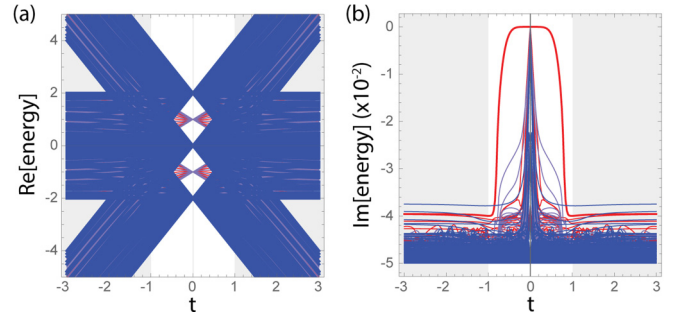 (a)
4
2
0
-2
-4
Re[energy]
-3 -2 -1 0 1 2 3
t
(b)
0
-1
-2
-3
-4
-5
Im[energy] (x10⁻²)
-3 -2 -1 0 1 2 3
t